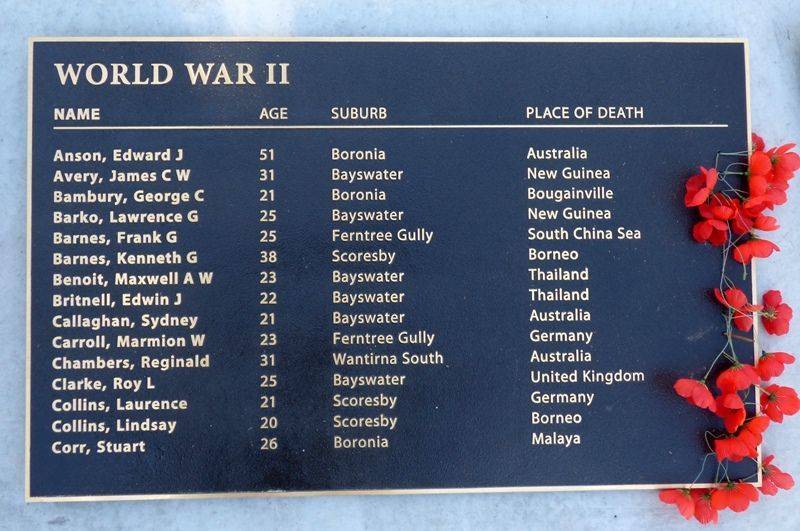 WORLD WAR II
NAME AGE SUBURB PLACE OF DEATH
Anson, Edward J 51 Boronia Australia
Avery, James C W 31 Bayswater New Guinea
Bambury, George C 21 Boronia Bougainville
Barko, Lawrence G 25 Bayswater New Guinea
Barnes, Frank G 25 Ferntree Gully South China Sea
Barnes, Kenneth G 38 Scoresby Borneo
Benoit, Maxwell A W 23 Bayswater Thailand
Britnell, Edwin J 22 Bayswater Thailand
Callaghan, Sydney 21 Bayswater Australia
Carroll, Marmion W 23 Ferntree Gully Germany
Chambers, Reginald 31 Wantirna South Australia
Clarke, Roy L 25 Bayswater United Kingdom
Collins, Laurence 21 Scoresby Germany
Collins, Lindsay 20 Scoresby Borneo
Corr, Stuart 26 Boronia Malaya